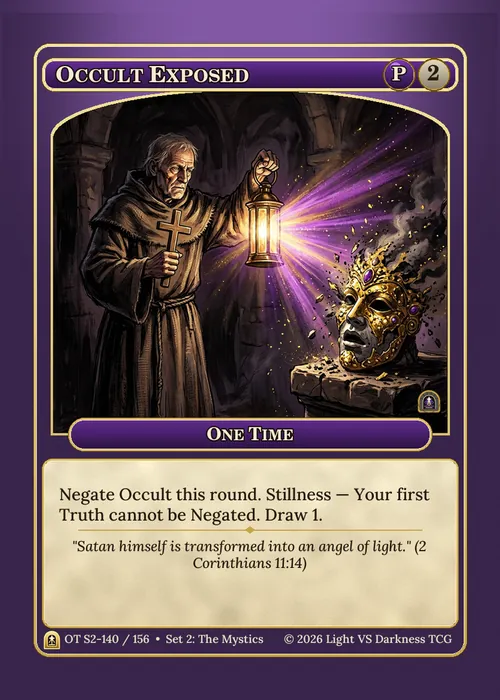 Occult Exposed
P 2
One Time
Negate Occult this round. Stillness — Your first
Truth cannot be Negated. Draw 1.
"Satan himself is transformed into an angel of light." (2
Corinthians 11:14)
OT S2-140 / 156 • Set 2: The Mystics © 2026 Light VS Darkness TCG